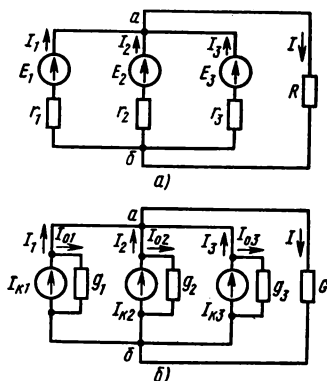 а
I₁ I₂ I₃ I
E₁ E₂ E₃ R
r₁ r₂ r₃
б
а)
а
I₁ I₀₁ I₂ I₀₂ I₃ I₀₃ I
Iк1 g₁ Iк2 g₂ Iк3 g₃ G
б
б)